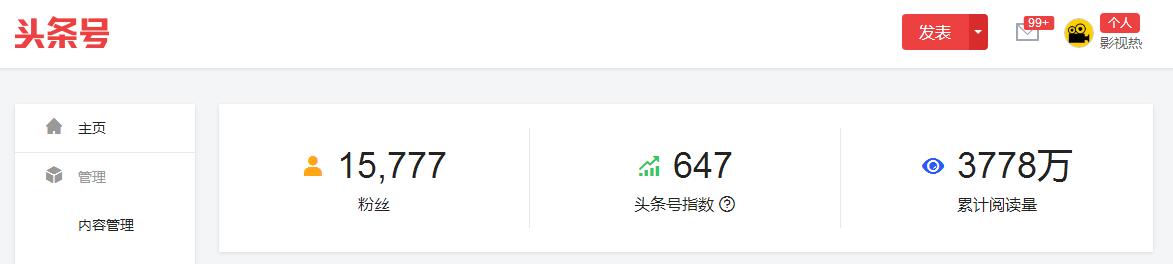 头条号
发表
99+
个人
影视热
主页
管理
内容管理
15,777
粉丝
647
头条号指数 ?
3778万
累计阅读量